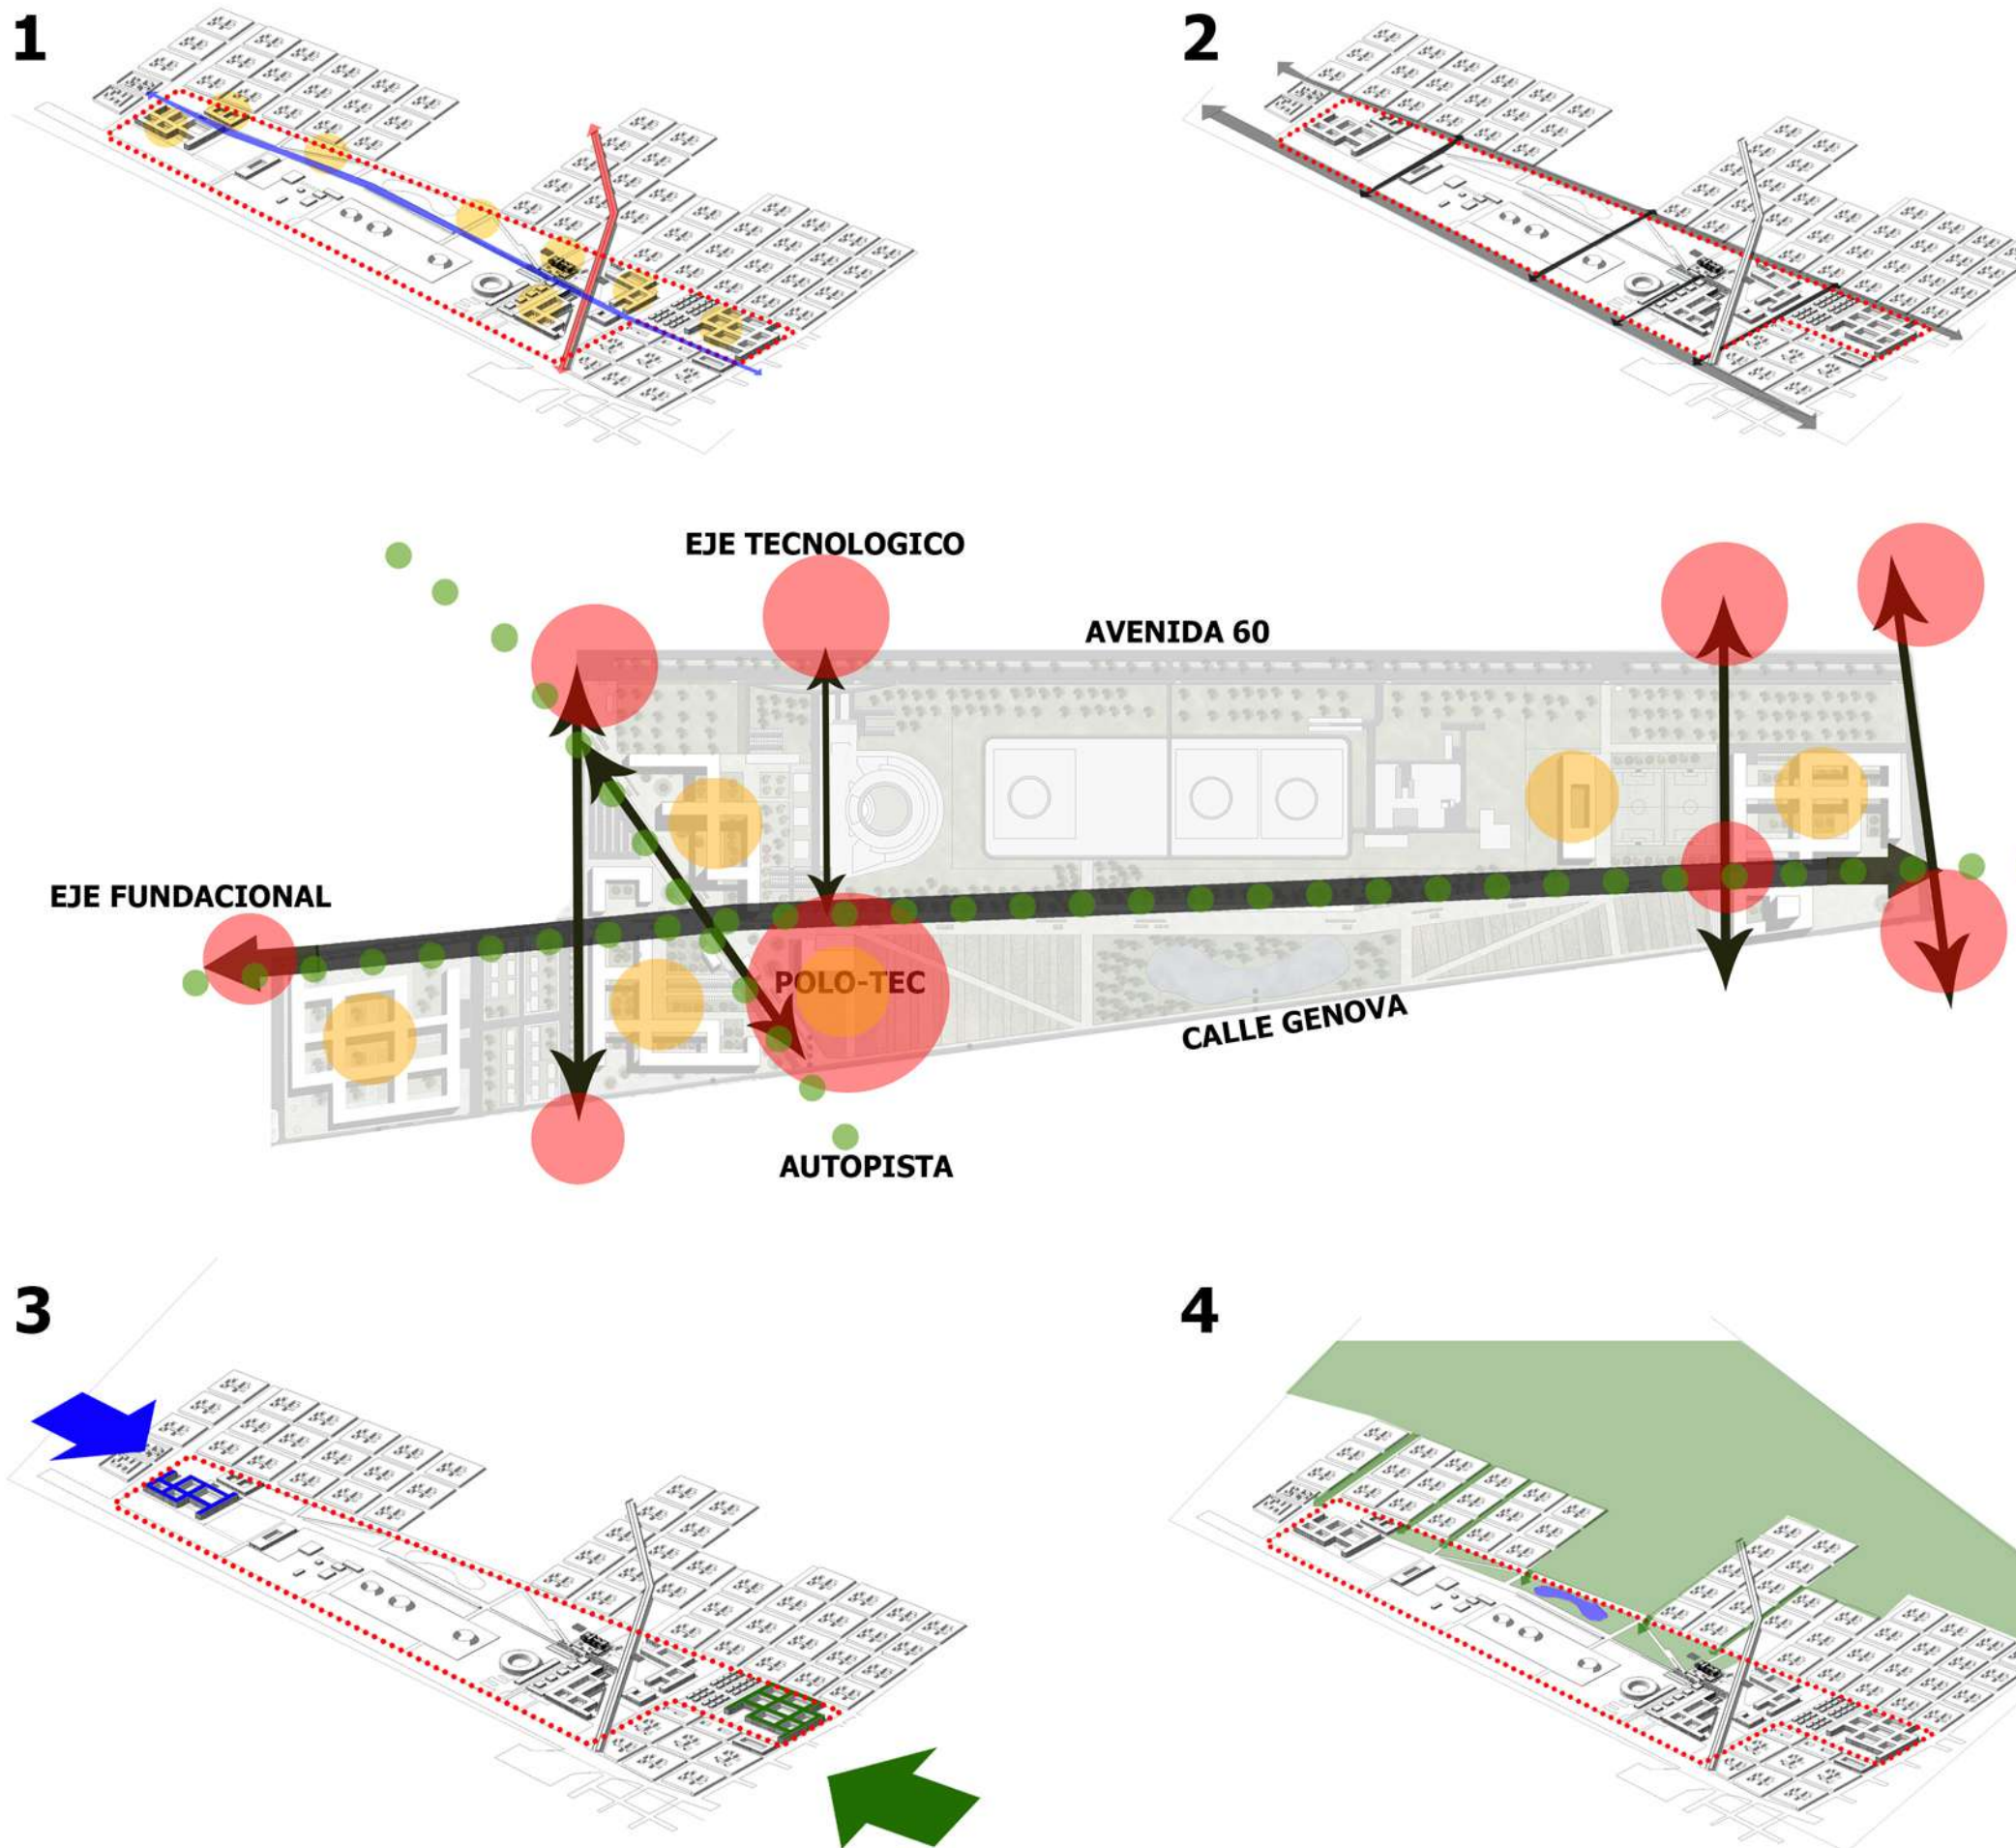 1
2
EJE TECNOLOGICO
AVENIDA 60
EJE FUNDACIONAL
POLO-TEC
CALLE GENOVA
AUTOPISTA
3
4